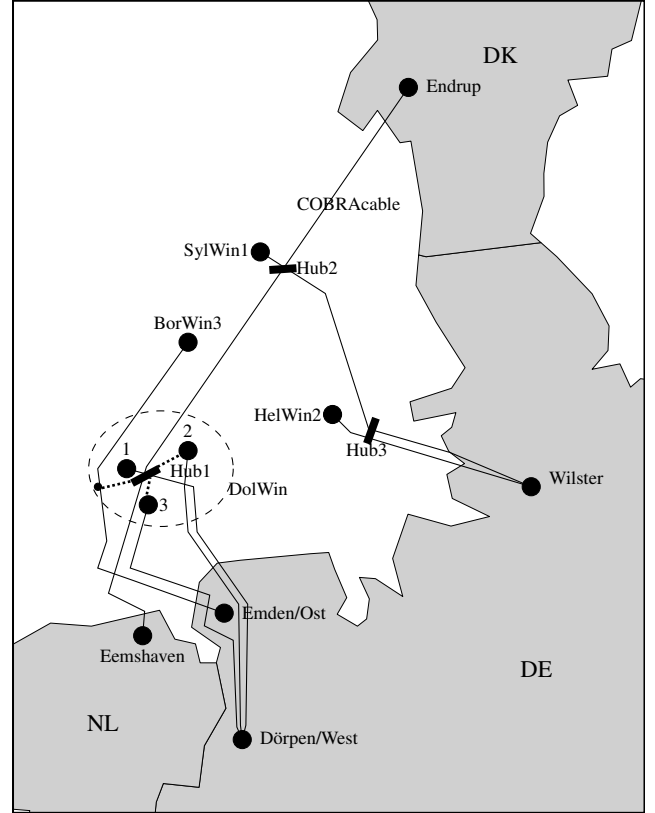 DK
Endrup
COBRAcable
SylWin1
Hub2
BorWin3
HelWin2
Hub3
1
2
Hub1
Wilster
DolWin
3
Emden/Ost
Eemshaven
DE
NL
Dörpen/West